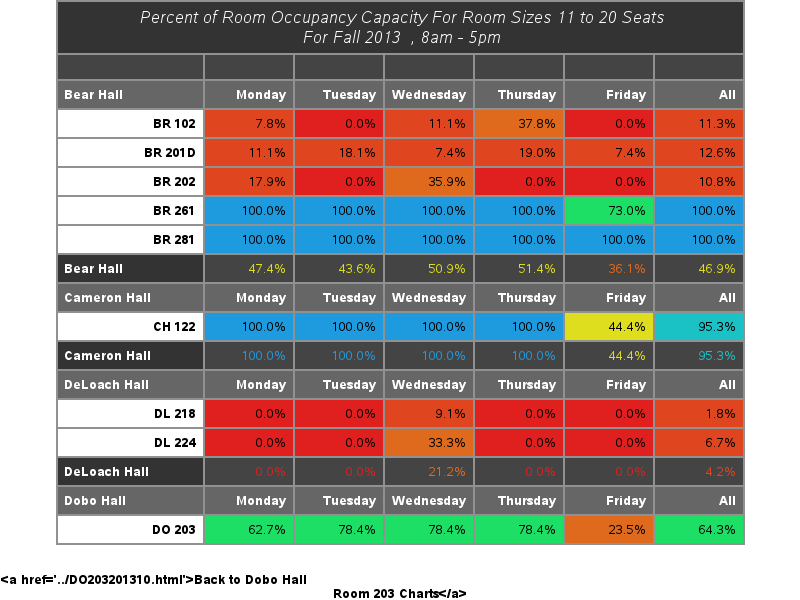 Percent of Room Occupancy Capacity For Room Sizes 11 to 20 Seats
For Fall 2013 , 8am - 5pm
Bear Hall Monday Tuesday Wednesday Thursday Friday All
BR 102 7.8% 0.0% 11.1% 37.8% 0.0% 11.3%
BR 201D 11.1% 18.1% 7.4% 19.0% 7.4% 12.6%
BR 202 17.9% 0.0% 35.9% 0.0% 0.0% 10.8%
BR 261 100.0% 100.0% 100.0% 100.0% 73.0% 100.0%
BR 281 100.0% 100.0% 100.0% 100.0% 100.0% 100.0%
Bear Hall 47.4% 43.6% 50.9% 51.4% 36.1% 46.9%
Cameron Hall Monday Tuesday Wednesday Thursday Friday All
CH 122 100.0% 100.0% 100.0% 100.0% 44.4% 95.3%
Cameron Hall 100.0% 100.0% 100.0% 100.0% 44.4% 95.3%
DeLoach Hall Monday Tuesday Wednesday Thursday Friday All
DL 218 0.0% 0.0% 9.1% 0.0% 0.0% 1.8%
DL 224 0.0% 0.0% 33.3% 0.0% 0.0% 6.7%
DeLoach Hall 0.0% 0.0% 21.2% 0.0% 0.0% 4.2%
Dobo Hall Monday Tuesday Wednesday Thursday Friday All
DO 203 62.7% 78.4% 78.4% 78.4% 23.5% 64.3%
<a href='../DO203201310.html'>Back to Dobo Hall
Room 203 Charts</a>